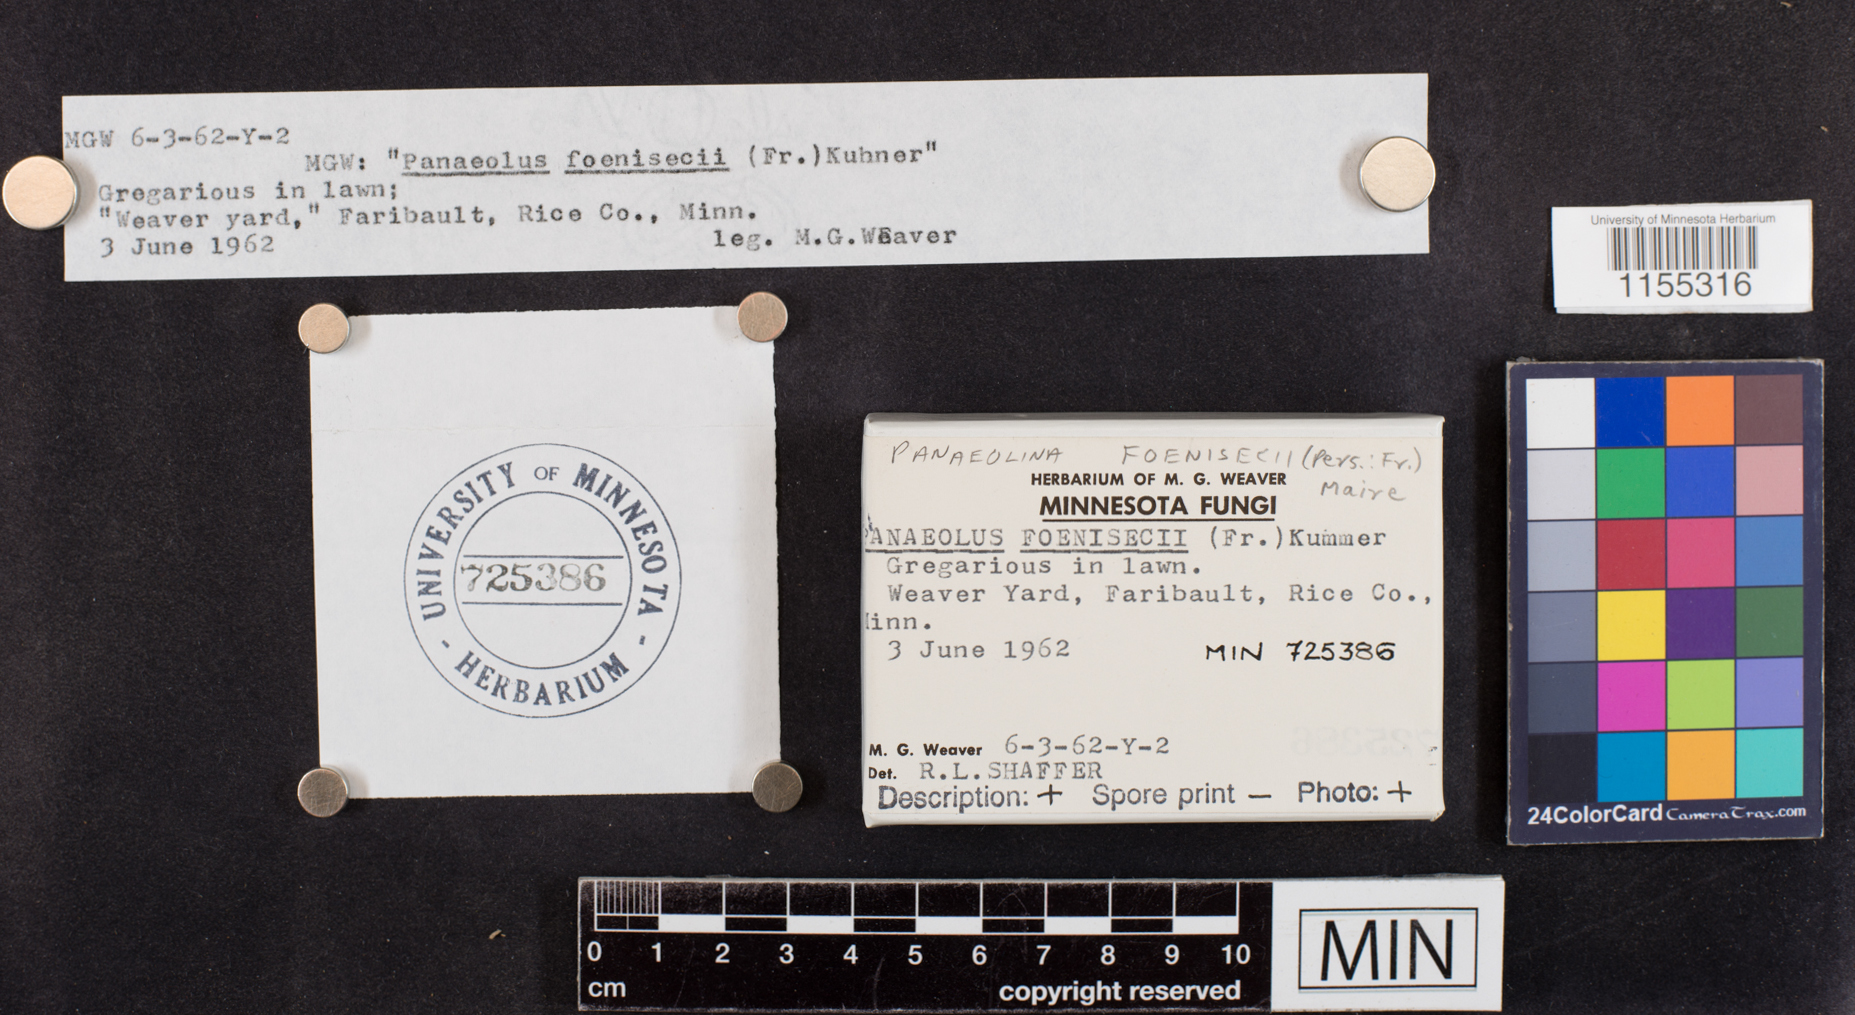 MGW 6-3-62-Y-2
MGW: "Panaeolus foenisecii (Fr.)Kuhner"
Gregarious in lawn;
"Weaver yard," Faribault, Rice Co., Minn.
3 June 1962 leg. M.G.WEaver
University of Minnesota Herbarium
1155316
UNIVERSITY OF MINNESOTA
725386
- HERBARIUM -
PANAEOLINA FOENISECII (Pers.:Fr.)
Maire
HERBARIUM OF M. G. WEAVER
MINNESOTA FUNGI
PANAEOLUS FOENISECII (Fr.)Kummer
Gregarious in lawn.
Weaver Yard, Faribault, Rice Co.,
Minn.
3 June 1962 MIN 725386
M. G. Weaver 6-3-62-Y-2
Det. R.L.SHAFFER
Description: + Spore print — Photo: +
24ColorCard CameraTrax.com
0 1 2 3 4 5 6 7 8 9 10
cm copyright reserved
MIN